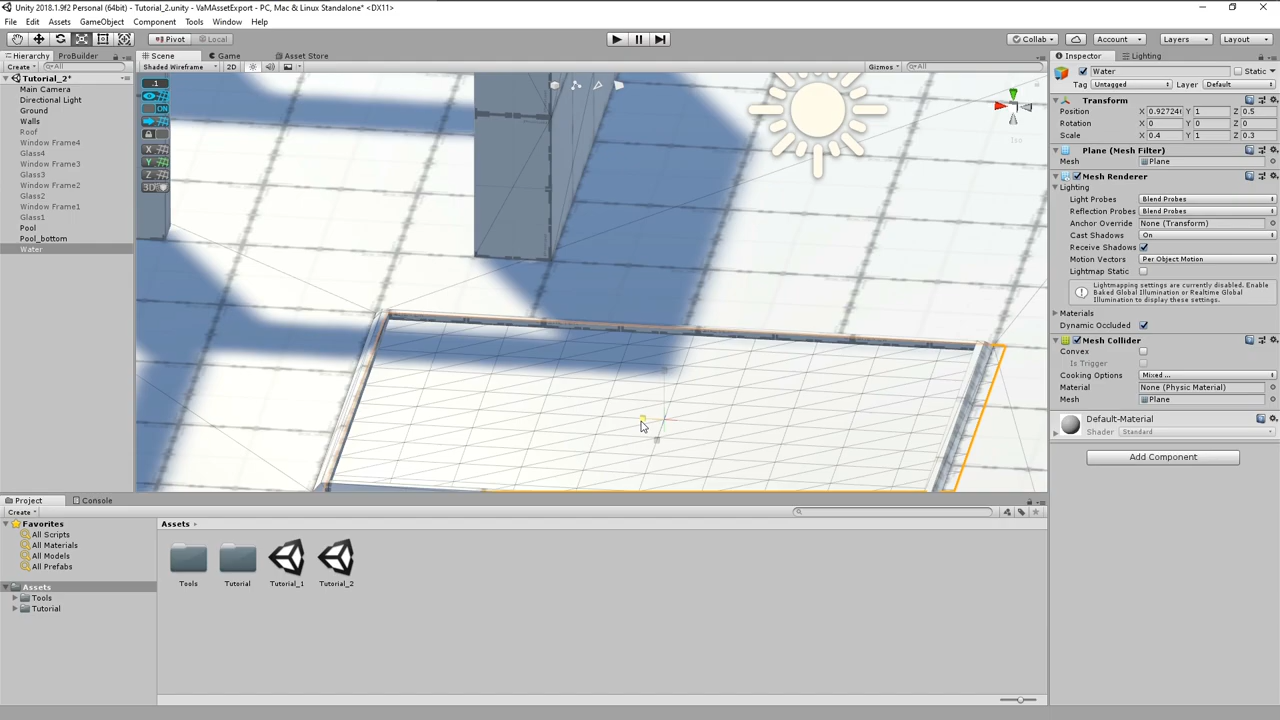 Unity 2018.1.9f2 Personal (64bit) - Tutorial_2.unity - VaMAssetExport - PC, Mac & Linux Standalone* <DX11>
File Edit Assets GameObject Component Tools Window Help
Pivot Local Collab Account Layers Layout
Hierarchy ProBuilder Scene Game Asset Store Inspector Lighting
Create All Shaded Wireframe 2D Gizmos All Water Static
Tutorial_2* Tag Untagged Layer Default
Main Camera
Directional Light
Ground
Walls
Roof
Window Frame4
Glass4
Window Frame3
Glass3
Window Frame2
Glass2
Window Frame1
Glass1
Pool
Pool_bottom
Water
.1
ON
X
Y
Z
3D
Iso
Transform
Position X 0.92724 Y 1 Z 0.5
Rotation X 0 Y 0 Z 0
Scale X 0.4 Y 1 Z 0.3
Plane (Mesh Filter)
Mesh Plane
Mesh Renderer
Lighting
Light Probes Blend Probes
Reflection Probes Blend Probes
Anchor Override None (Transform)
Cast Shadows On
Receive Shadows
Motion Vectors Per Object Motion
Lightmap Static
Lightmapping settings are currently disabled. Enable
Baked Global Illumination or Realtime Global
Illumination to display these settings.
Materials
Dynamic Occluded
Mesh Collider
Convex
Is Trigger
Cooking Options Mixed ...
Material None (Physic Material)
Mesh Plane
Default-Material
Shader Standard
Add Component
Project Console
Create
Favorites
All Scripts
All Materials
All Models
All Prefabs
Assets
Tools
Tutorial
Assets
Tools Tutorial Tutorial_1 Tutorial_2